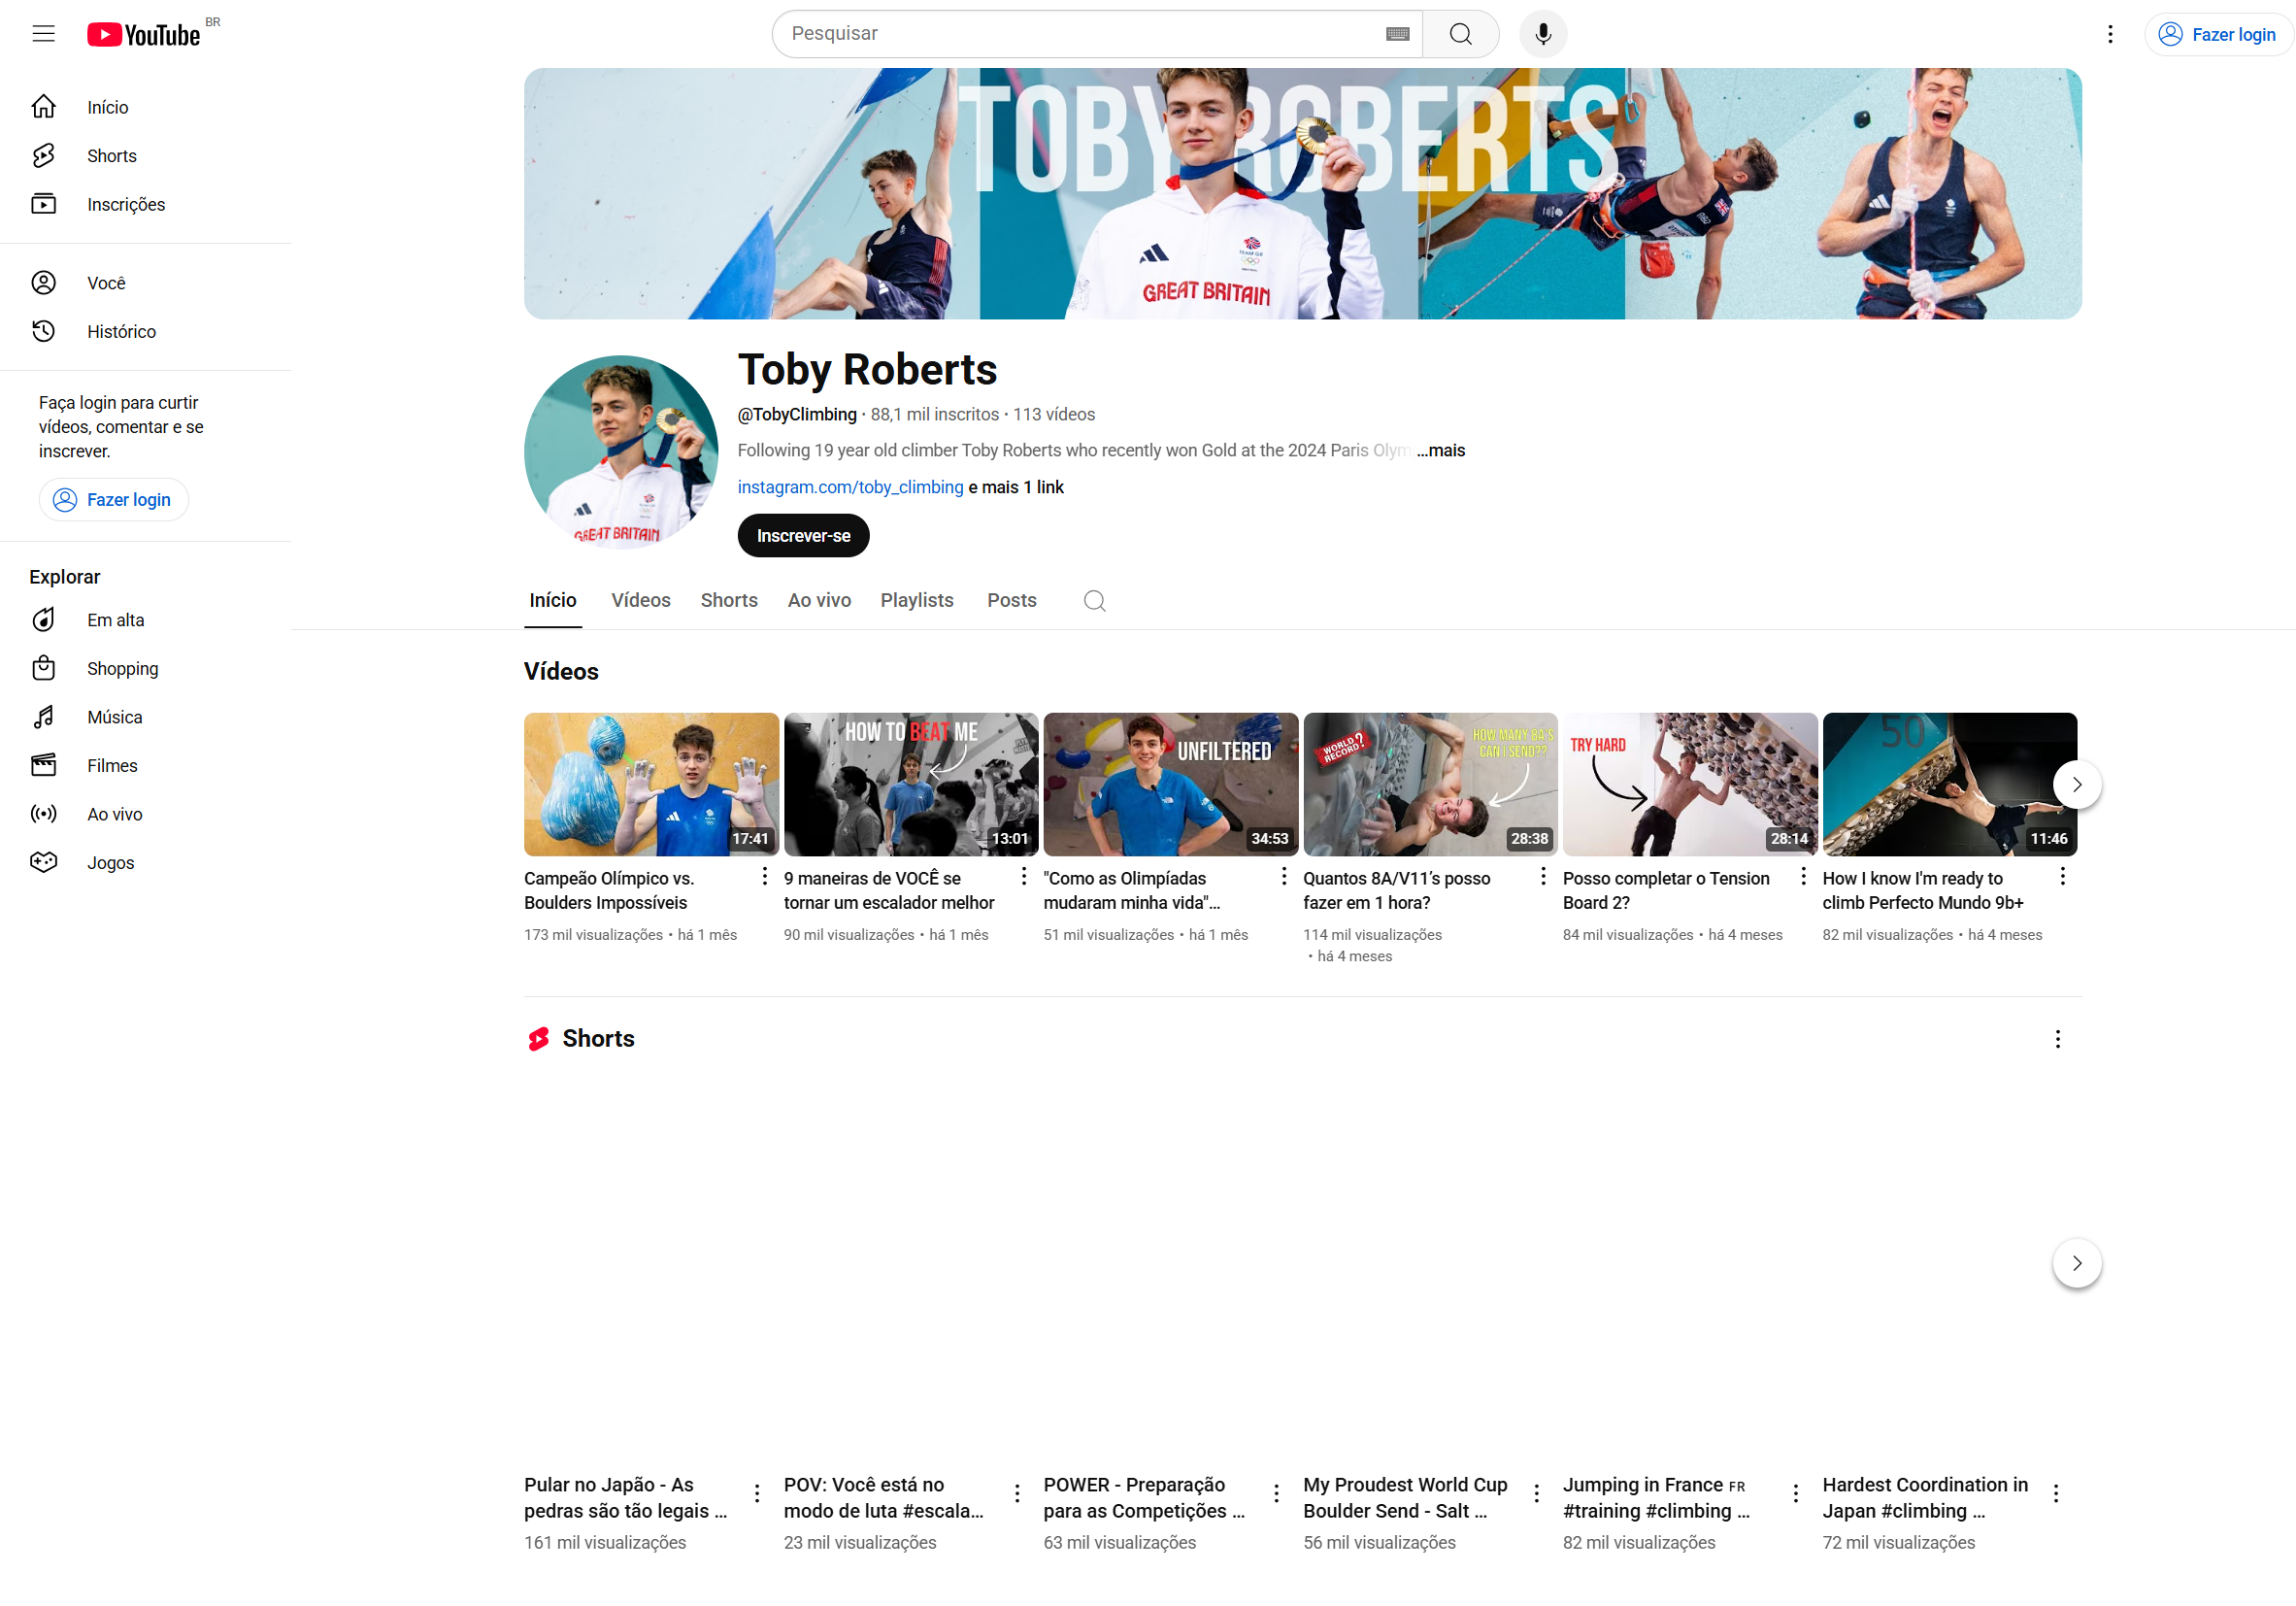 YouTube BR
Pesquisar
Fazer login
Início
Shorts
Inscrições
Você
Histórico
Faça login para curtir
vídeos, comentar e se
inscrever.
Fazer login
Explorar
Em alta
Shopping
Música
Filmes
Ao vivo
Jogos
TOBY ROBERTS
TEAM GB
GREAT BRITAIN
GREAT BRITAIN
Toby Roberts
@TobyClimbing • 88,1 mil inscritos • 113 vídeos
Following 19 year old climber Toby Roberts who recently won Gold at the 2024 Paris Olym ...mais
instagram.com/toby_climbing e mais 1 link
Inscrever-se
Início Vídeos Shorts Ao vivo Playlists Posts
Vídeos
17:41
Campeão Olímpico vs.
Boulders Impossíveis
173 mil visualizações • há 1 mês
HOW TO BEAT ME
13:01
9 maneiras de VOCÊ se
tornar um escalador melhor
90 mil visualizações • há 1 mês
UNFILTERED
34:53
"Como as Olimpíadas
mudaram minha vida"...
51 mil visualizações • há 1 mês
WORLD RECORD?
HOW MANY 8A'S
CAN I SEND??
28:38
Quantos 8A/V11’s posso
fazer em 1 hora?
114 mil visualizações
• há 4 meses
TRY HARD
28:14
Posso completar o Tension
Board 2?
84 mil visualizações • há 4 meses
50
11:46
How I know I'm ready to
climb Perfecto Mundo 9b+
82 mil visualizações • há 4 meses
Shorts
Pular no Japão - As
pedras são tão legais ...
161 mil visualizações
POV: Você está no
modo de luta #escala...
23 mil visualizações
POWER - Preparação
para as Competições ...
63 mil visualizações
My Proudest World Cup
Boulder Send - Salt ...
56 mil visualizações
Jumping in France FR
#training #climbing ...
82 mil visualizações
Hardest Coordination in
Japan #climbing ...
72 mil visualizações